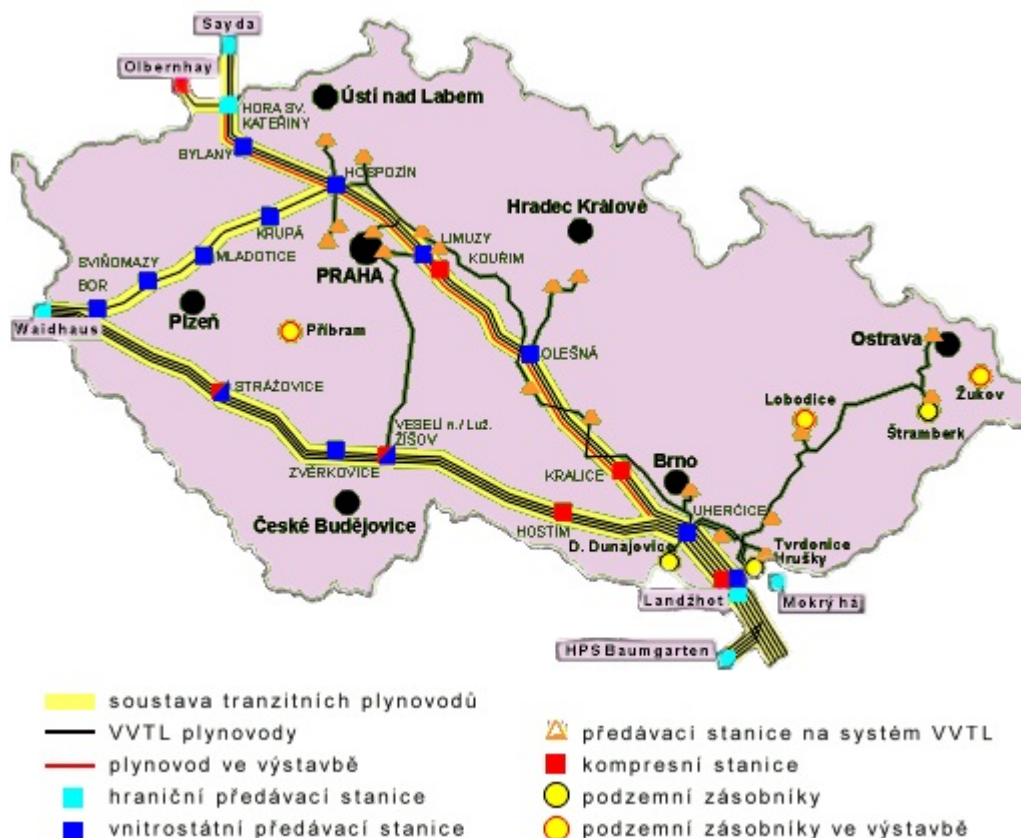 Sayda
Olbernhay
Ústí nad Labem
HORA SV.
KATEŘINY
BYLANY
HOSPOZÍN
Hradec Králové
KRUPÁ
LIMUZY
KOUŘIM
MLADOTICE
PRAHA
SVIŇOMAZY
BOR
Waidhaus
Plzeň
Příbram
OLEŠNÁ
Ostrava
Žukov
Lobodice
Štramberk
STRÁŽOVICE
VESELÍ n./ Luž.
ŽÍŠOV
ZVĚRKOVICE
KRALICE
Brno
České Budějovice
HOSTÍM
UHERČICE
D. Dunajovice
Tvrdonice
Hrušky
Landžhot
Mokrý háj
HPS Baumgarten
soustava tranzitních plynovodů
VVTL plynovody
plynovod ve výstavbě
hraniční předávací stanice
vnitrostátní předávací stanice
předávací stanice na systém VVTL
kompresní stanice
podzemní zásobníky
podzemní zásobníky ve výstavbě